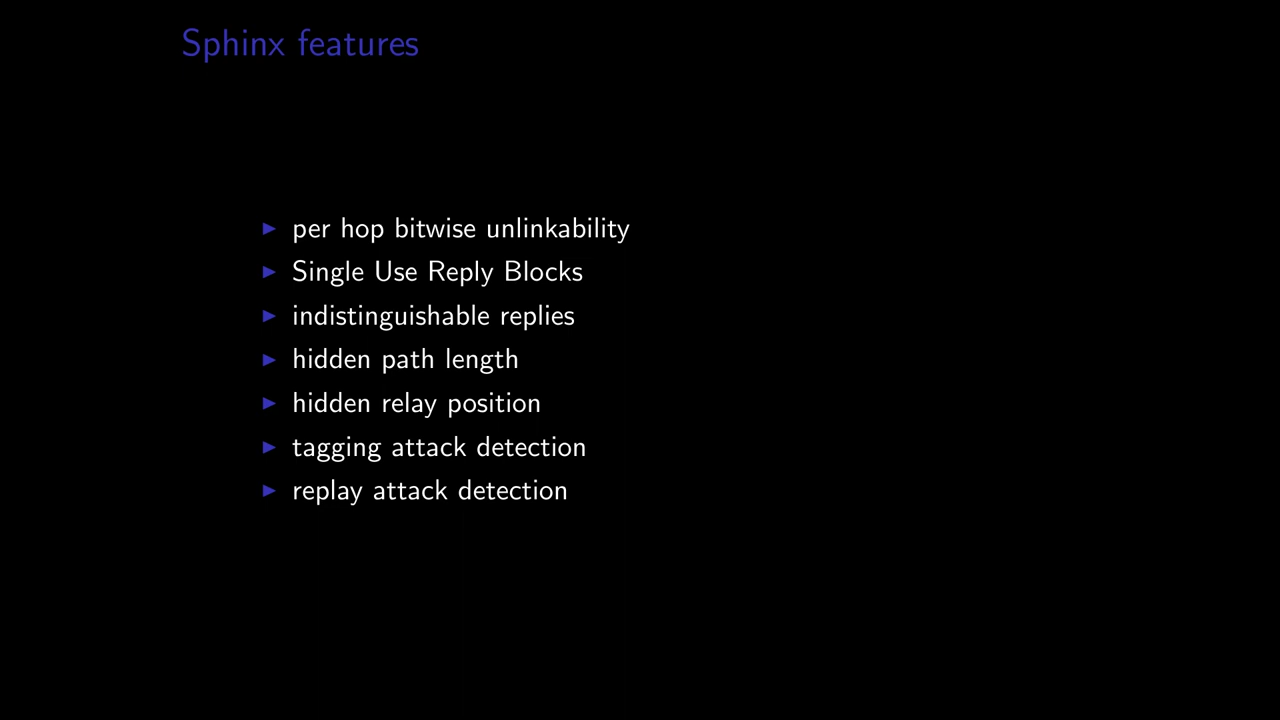 Sphinx features
per hop bitwise unlinkability
Single Use Reply Blocks
indistinguishable replies
hidden path length
hidden relay position
tagging attack detection
replay attack detection